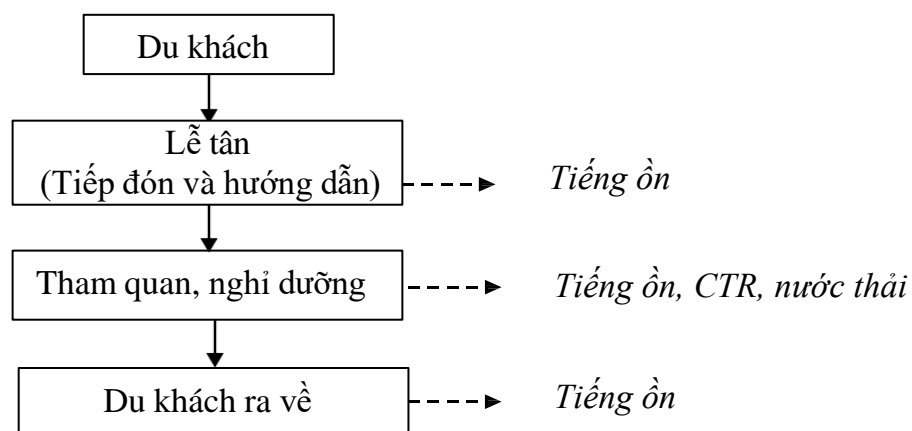 Du khách
Lễ tân
(Tiếp đón và hướng dẫn)
Tiếng ồn
Tham quan, nghỉ dưỡng
Tiếng ồn, CTR, nước thải
Du khách ra về
Tiếng ồn